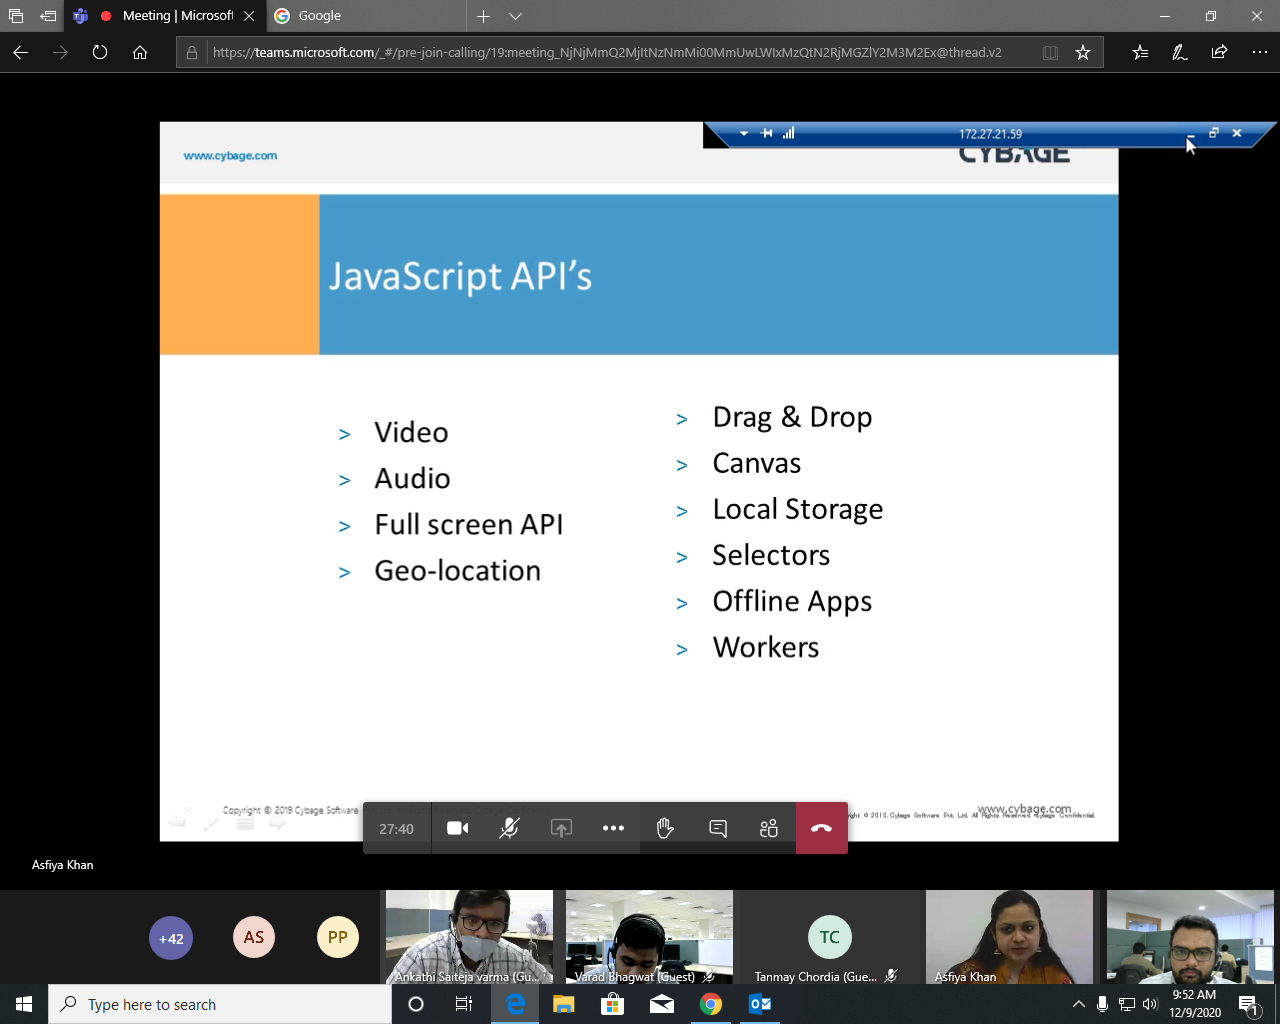 Meeting | Microsoft
Google
https://teams.microsoft.com/_#/pre-join-calling/19:meeting_NjNjMmQ2MjItNzNmMi00MmUwLWIxMzQtN2RjMGZlY2M3M2Ex@thread.v2
172.27.21.59
www.cybage.com
CYBAGE
JavaScript API's
> Video
> Audio
> Full screen API
> Geo-location
> Drag & Drop
> Canvas
> Local Storage
> Selectors
> Offline Apps
> Workers
Copyright © 2019 Cybage Software
www.cybage.com
Cybage Software Pvt. Ltd. All Rights Reserved. Cybage Confidential
27:40
Asfiya Khan
+42
AS
PP
TC
Ankathi Saiteja varma (Gu...
Varad Bhagwat (Guest)
Tanmay Chordia (Gue...
Asfiya Khan
Type here to search
9:52 AM
12/9/2020
1